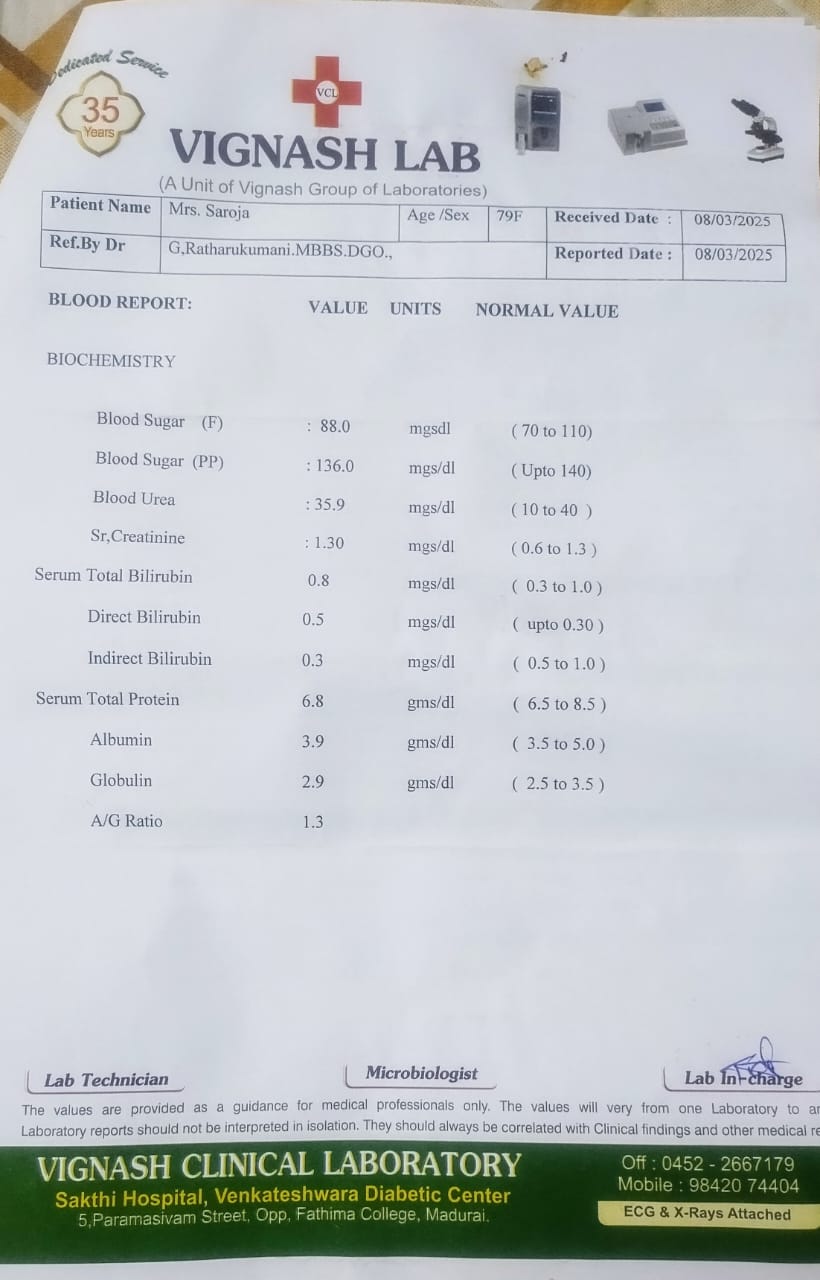 Dedicated Service
35
Years
VCL
VIGNASH LAB
(A Unit of Vignash Group of Laboratories)
Patient Name Mrs. Saroja Age /Sex 79F Received Date : 08/03/2025
Ref.By Dr G,Ratharukumani.MBBS.DGO., Reported Date : 08/03/2025
BLOOD REPORT: VALUE UNITS NORMAL VALUE
BIOCHEMISTRY
Blood Sugar (F) : 88.0 mgsdl ( 70 to 110)
Blood Sugar (PP) : 136.0 mgs/dl ( Upto 140)
Blood Urea : 35.9 mgs/dl ( 10 to 40 )
Sr,Creatinine : 1.30 mgs/dl ( 0.6 to 1.3 )
Serum Total Bilirubin 0.8 mgs/dl ( 0.3 to 1.0 )
Direct Bilirubin 0.5 mgs/dl ( upto 0.30 )
Indirect Bilirubin 0.3 mgs/dl ( 0.5 to 1.0 )
Serum Total Protein 6.8 gms/dl ( 6.5 to 8.5 )
Albumin 3.9 gms/dl ( 3.5 to 5.0 )
Globulin 2.9 gms/dl ( 2.5 to 3.5 )
A/G Ratio 1.3
Lab Technician Microbiologist Lab In-charge
The values are provided as a guidance for medical professionals only. The values will very from one Laboratory to
Laboratory reports should not be interpreted in isolation. They should always be correlated with Clinical findings and other medical
VIGNASH CLINICAL LABORATORY
Sakthi Hospital, Venkateshwara Diabetic Center
5,Paramasivam Street, Opp, Fathima College, Madurai.
Off : 0452 - 2667179
Mobile : 98420 74404
ECG & X-Rays Attached